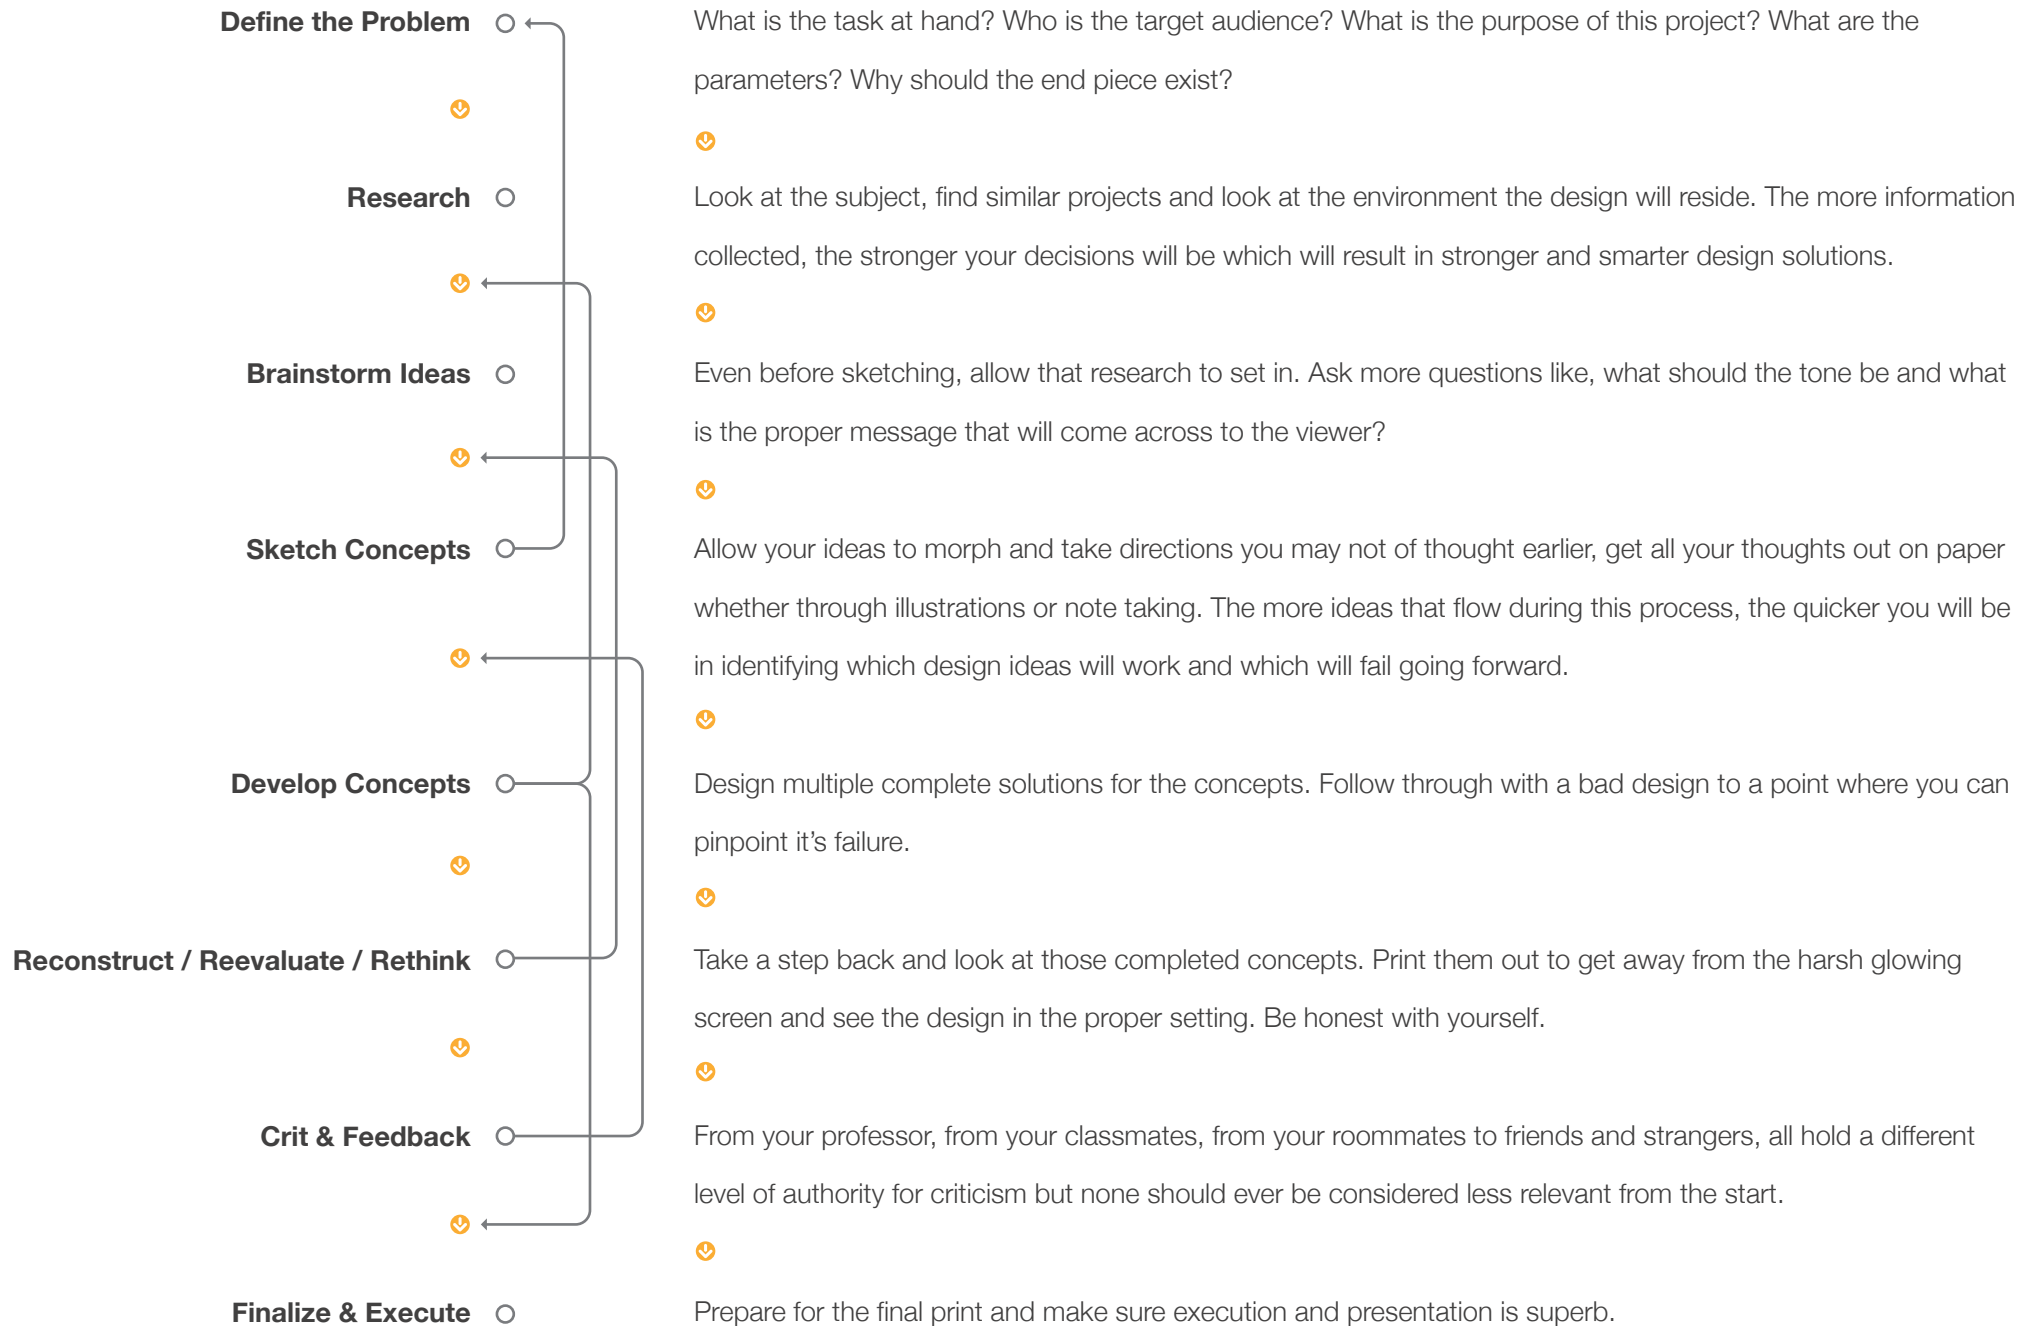 Define the Problem
What is the task at hand? Who is the target audience? What is the purpose of this project? What are the
parameters? Why should the end piece exist?
Research
Look at the subject, find similar projects and look at the environment the design will reside. The more information
collected, the stronger your decisions will be which will result in stronger and smarter design solutions.
Brainstorm Ideas
Even before sketching, allow that research to set in. Ask more questions like, what should the tone be and what
is the proper message that will come across to the viewer?
Sketch Concepts
Allow your ideas to morph and take directions you may not of thought earlier, get all your thoughts out on paper
whether through illustrations or note taking. The more ideas that flow during this process, the quicker you will be
in identifying which design ideas will work and which will fail going forward.
Develop Concepts
Design multiple complete solutions for the concepts. Follow through with a bad design to a point where you can
pinpoint it’s failure.
Reconstruct / Reevaluate / Rethink
Take a step back and look at those completed concepts. Print them out to get away from the harsh glowing
screen and see the design in the proper setting. Be honest with yourself.
Crit & Feedback
From your professor, from your classmates, from your roommates to friends and strangers, all hold a different
level of authority for criticism but none should ever be considered less relevant from the start.
Finalize & Execute
Prepare for the final print and make sure execution and presentation is superb.